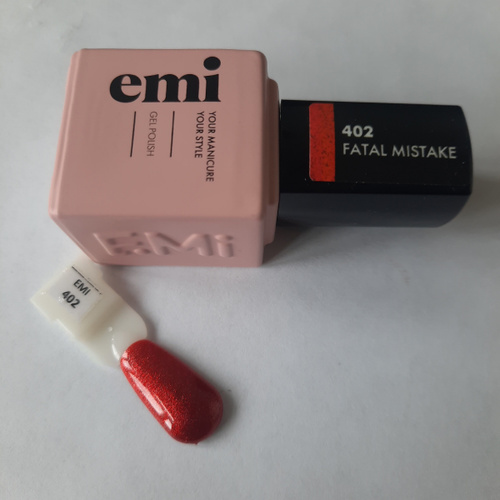 emi
YOUR MANICURE
YOUR STYLE
GEL POLISH
EMi
402
FATAL MISTAKE
EMI
402